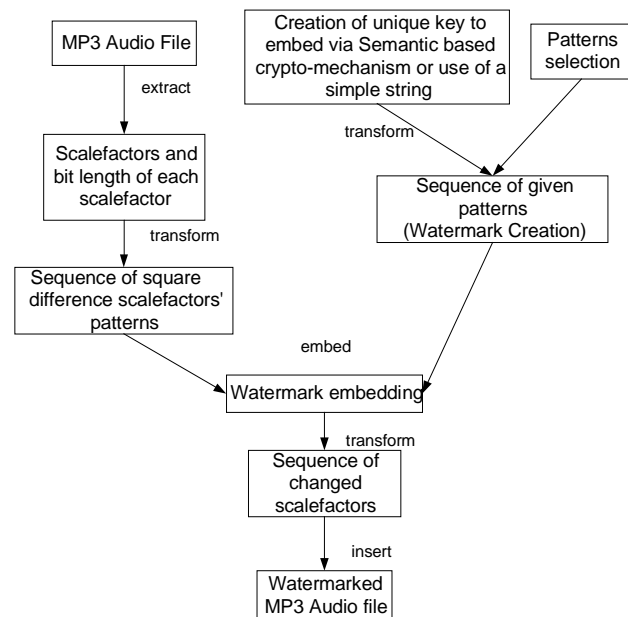 MP3 Audio File
Creation of unique key to
embed via Semantic based
crypto-mechanism or use of a
simple string
Patterns
selection
extract
transform
Scalefactors and
bit length of each
scalefactor
Sequence of given
patterns
(Watermark Creation)
transform
Sequence of square
difference scalefactors'
patterns
embed
Watermark embedding
transform
Sequence of
changed
scalefactors
insert
Watermarked
MP3 Audio file